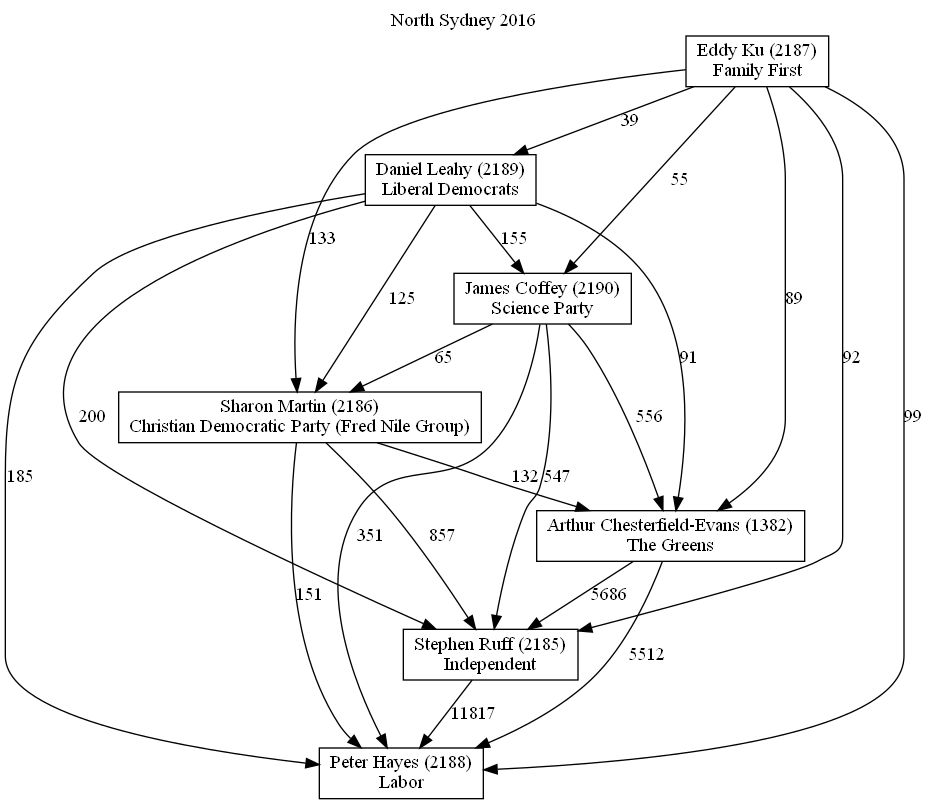 North Sydney 2016
Eddy Ku (2187)
Family First
39
Daniel Leahy (2189)
Liberal Democrats
55
133
155
James Coffey (2190)
Science Party
125
89
65
91
92
Sharon Martin (2186)
Christian Democratic Party (Fred Nile Group)
200
556
99
185
132
547
Arthur Chesterfield-Evans (1382)
The Greens
351
857
151
5686
Stephen Ruff (2185)
Independent
5512
11817
Peter Hayes (2188)
Labor